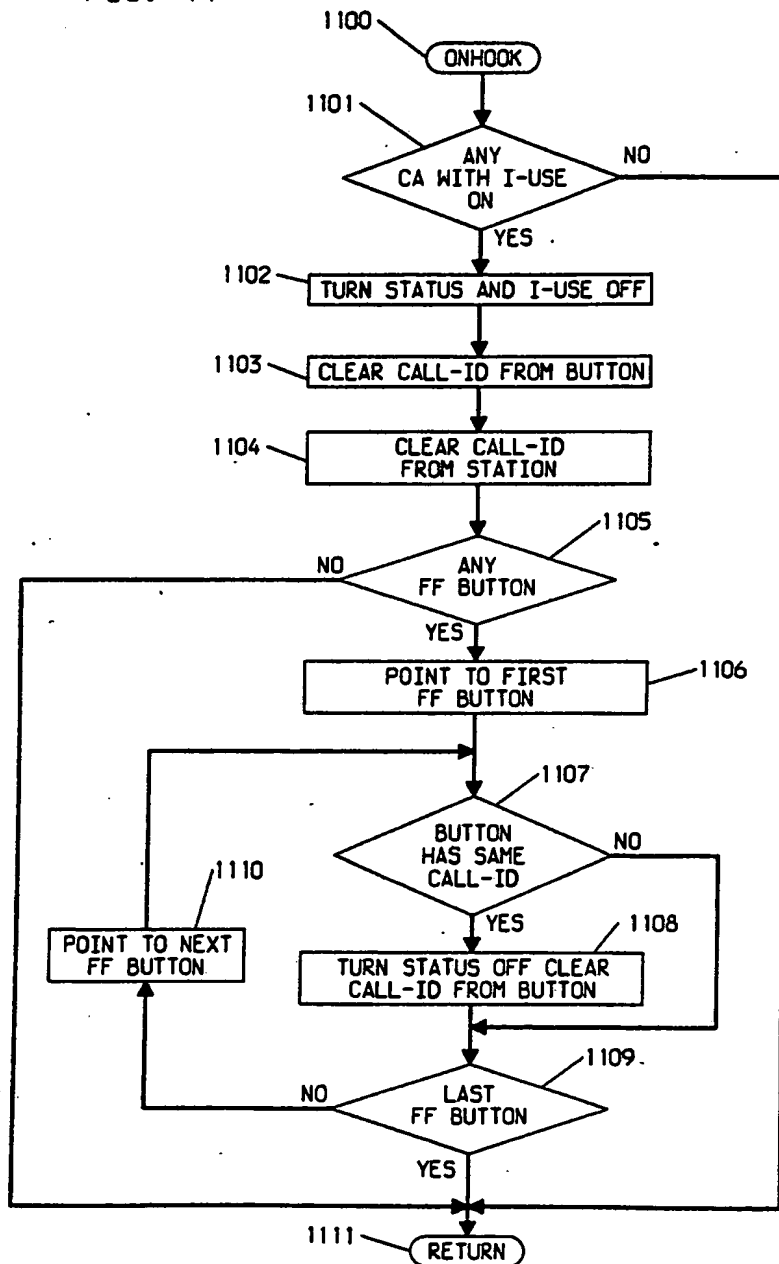 1100
ONHOOK
1101
ANY
CA WITH I-USE
ON
NO
YES
1102
TURN STATUS AND I-USE OFF
1103
CLEAR CALL-ID FROM BUTTON
1104
CLEAR CALL-ID
FROM STATION
1105
NO
ANY
FF BUTTON
YES
POINT TO FIRST
FF BUTTON
1106
1107
BUTTON
HAS SAME
CALL-ID
NO
YES
1110
POINT TO NEXT
FF BUTTON
1108
TURN STATUS OFF CLEAR
CALL-ID FROM BUTTON
1109
NO
LAST
FF BUTTON
YES
1111
RETURN